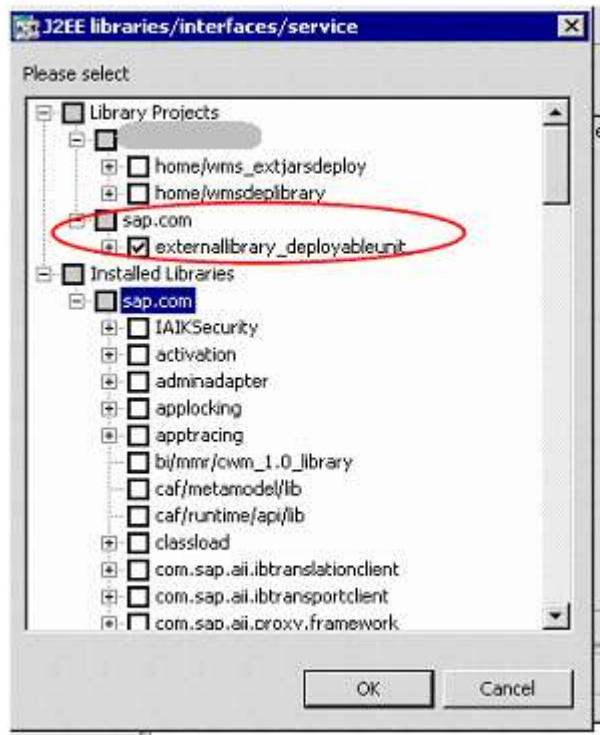 J2EE libraries/interfaces/service
Please select
Library Projects
home/wms_extjarsdeploy
home/wmsdeplibrary
sap.com
externallibrary_deployableunit
Installed Libraries
sap.com
IAIKSecurity
activation
adminadapter
applocking
apptracing
bi/mmr/cwm_1.0_library
caf/metamodel/lib
caf/runtime/api/lib
classload
com.sap.aii.ibtranslationclient
com.sap.aii.ibtransportclient
com.sap.aii.proxy.framework
OK Cancel